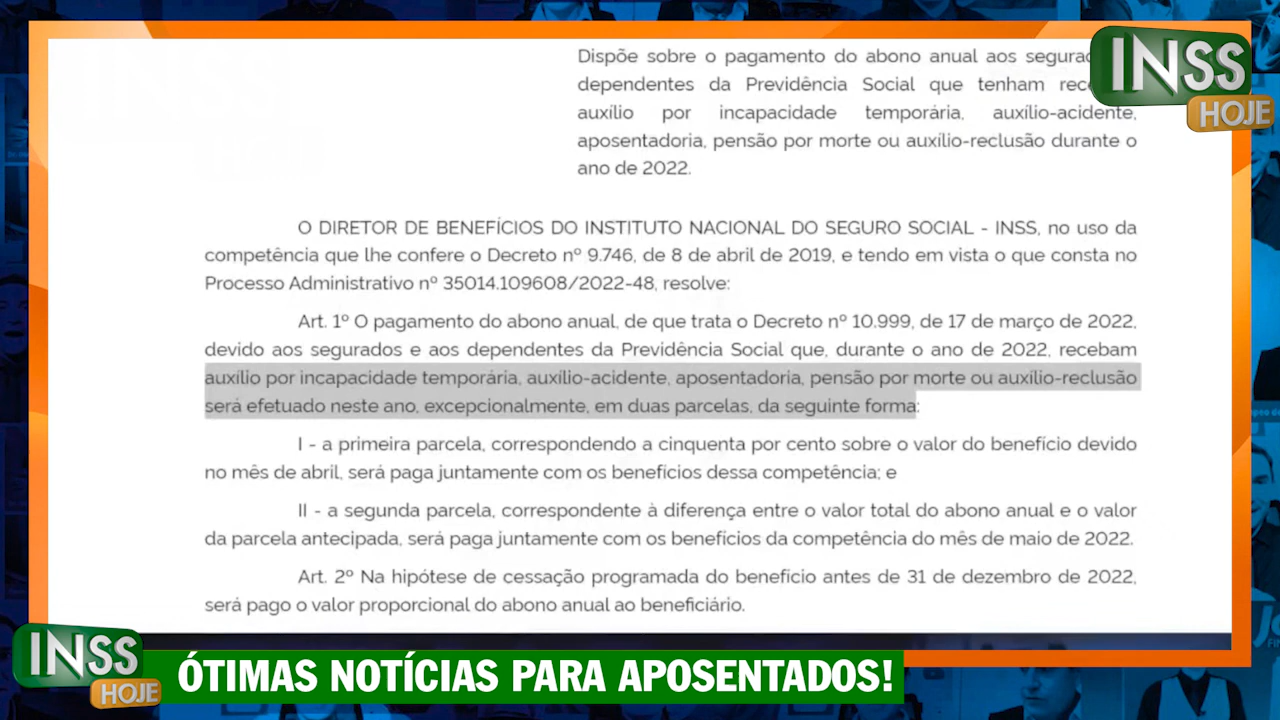 Dispõe sobre o pagamento do abono anual aos
dependentes da Previdência Social que tenham
auxílio por incapacidade temporária, auxílio-acidente,
aposentadoria, pensão por morte ou auxílio-reclusão durante o
ano de 2022.
INSS
HOJE
O DIRETOR DE BENEFÍCIOS DO INSTITUTO NACIONAL DO SEGURO SOCIAL - INSS, no uso da
competência que lhe confere o Decreto nº 9.746, de 8 de abril de 2019, e tendo em vista o que consta no
Processo Administrativo nº 35014.109608/2022-48, resolve:
Art. 1º O pagamento do abono anual, de que trata o Decreto nº 10.999, de 17 de março de 2022,
devido aos segurados e aos dependentes da Previdência Social que, durante o ano de 2022, recebam
auxílio por incapacidade temporária, auxílio-acidente, aposentadoria, pensão por morte ou auxílio-reclusão
será efetuado neste ano, excepcionalmente, em duas parcelas, da seguinte forma:
I - a primeira parcela, correspondendo a cinquenta por cento sobre o valor do benefício devido
no mês de abril, será paga juntamente com os benefícios dessa competência; e
II - a segunda parcela, correspondente à diferença entre o valor total do abono anual e o valor
da parcela antecipada, será paga juntamente com os benefícios da competência do mês de maio de 2022.
Art. 2º Na hipótese de cessação programada do benefício antes de 31 de dezembro de 2022,
será pago o valor proporcional do abono anual ao beneficiário.
INSS
HOJE
ÓTIMAS NOTÍCIAS PARA APOSENTADOS!